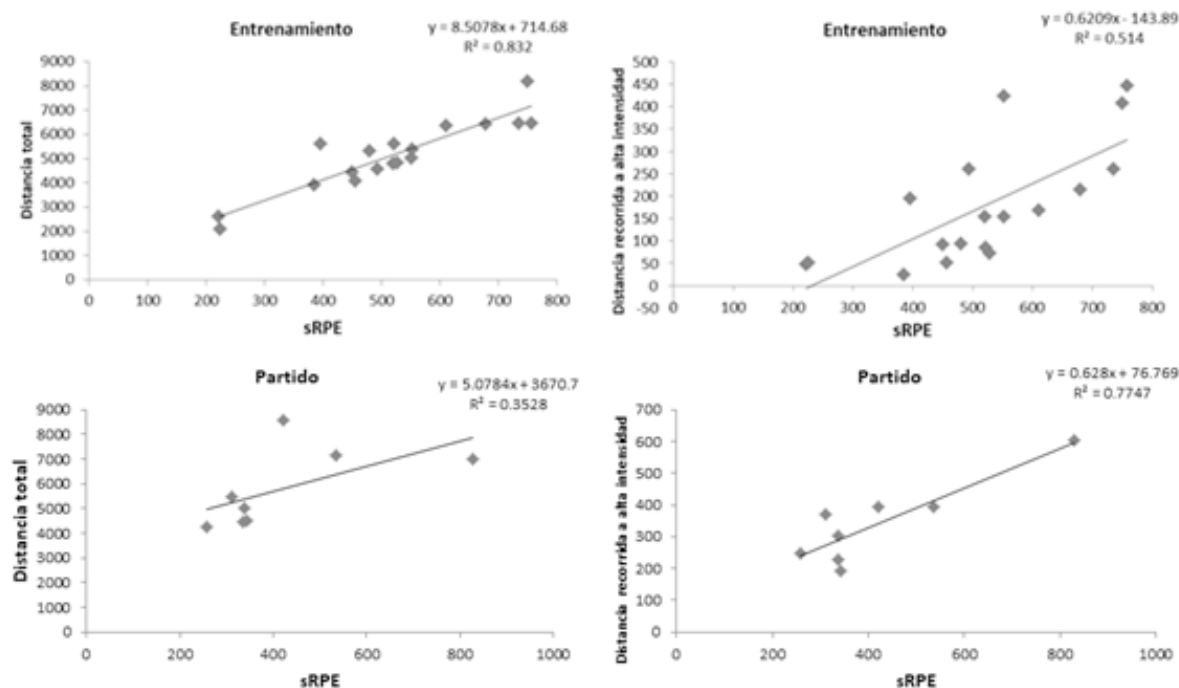 Entrenamiento
y = 8.5078x + 714.68
R² = 0.832
Distancia total
9000
8000
7000
6000
5000
4000
3000
2000
1000
0
0 100 200 300 400 500 600 700 800
sRPE
Entrenamiento
y = 0.6209x - 143.89
R² = 0.514
Distancia recorrida a alta intensidad
500
450
400
350
300
250
200
150
100
50
0
-50
0 100 200 300 400 500 600 700 800
sRPE
Partido
y = 5.0784x + 3670.7
R² = 0.3528
Distancia total
9000
8000
7000
6000
5000
4000
3000
2000
1000
0
0 200 400 600 800 1000
sRPE
Partido
y = 0.628x + 76.769
R² = 0.7747
Distancia recorrida a alta intensidad
700
600
500
400
300
200
100
0
0 200 400 600 800 1000
sRPE